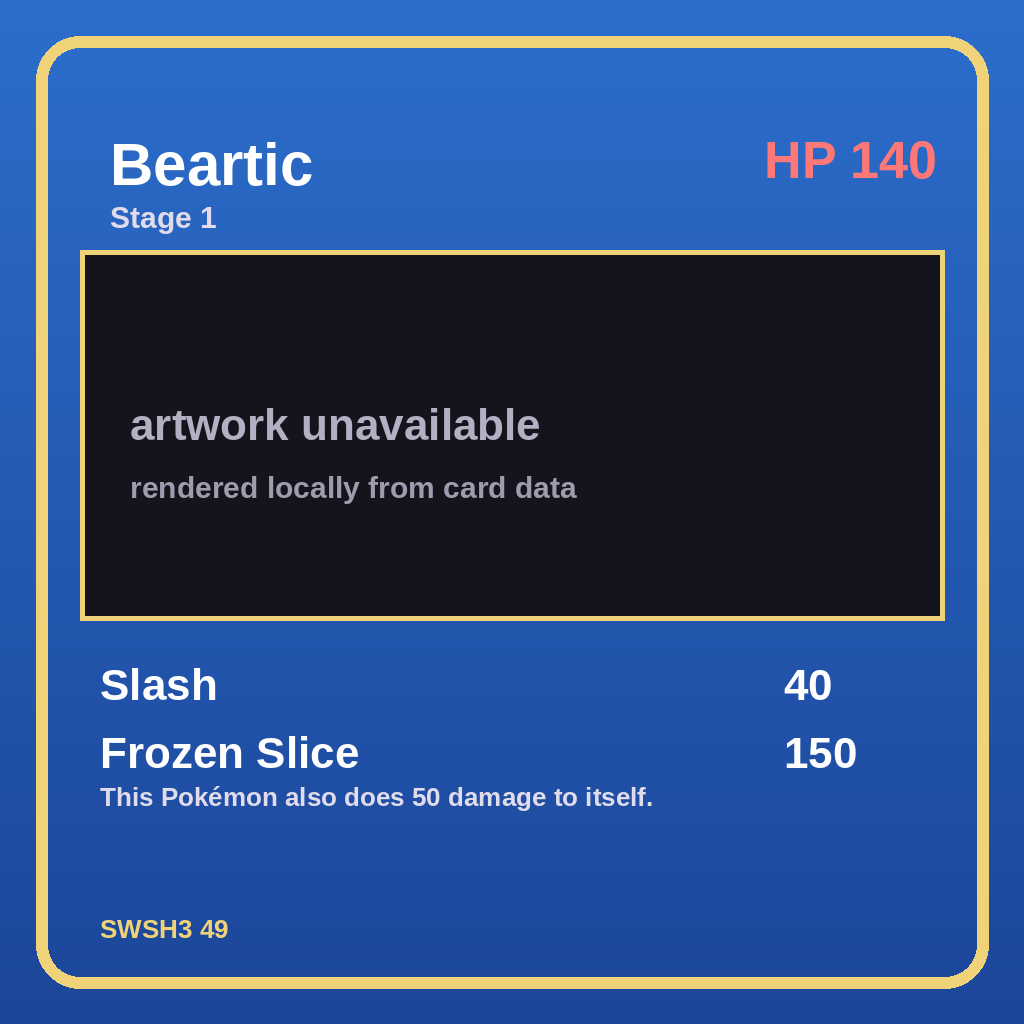 Beartic
HP 140
Stage 1
artwork unavailable
rendered locally from card data
Slash 40
Frozen Slice 150
This Pokémon also does 50 damage to itself.
SWSH3 49